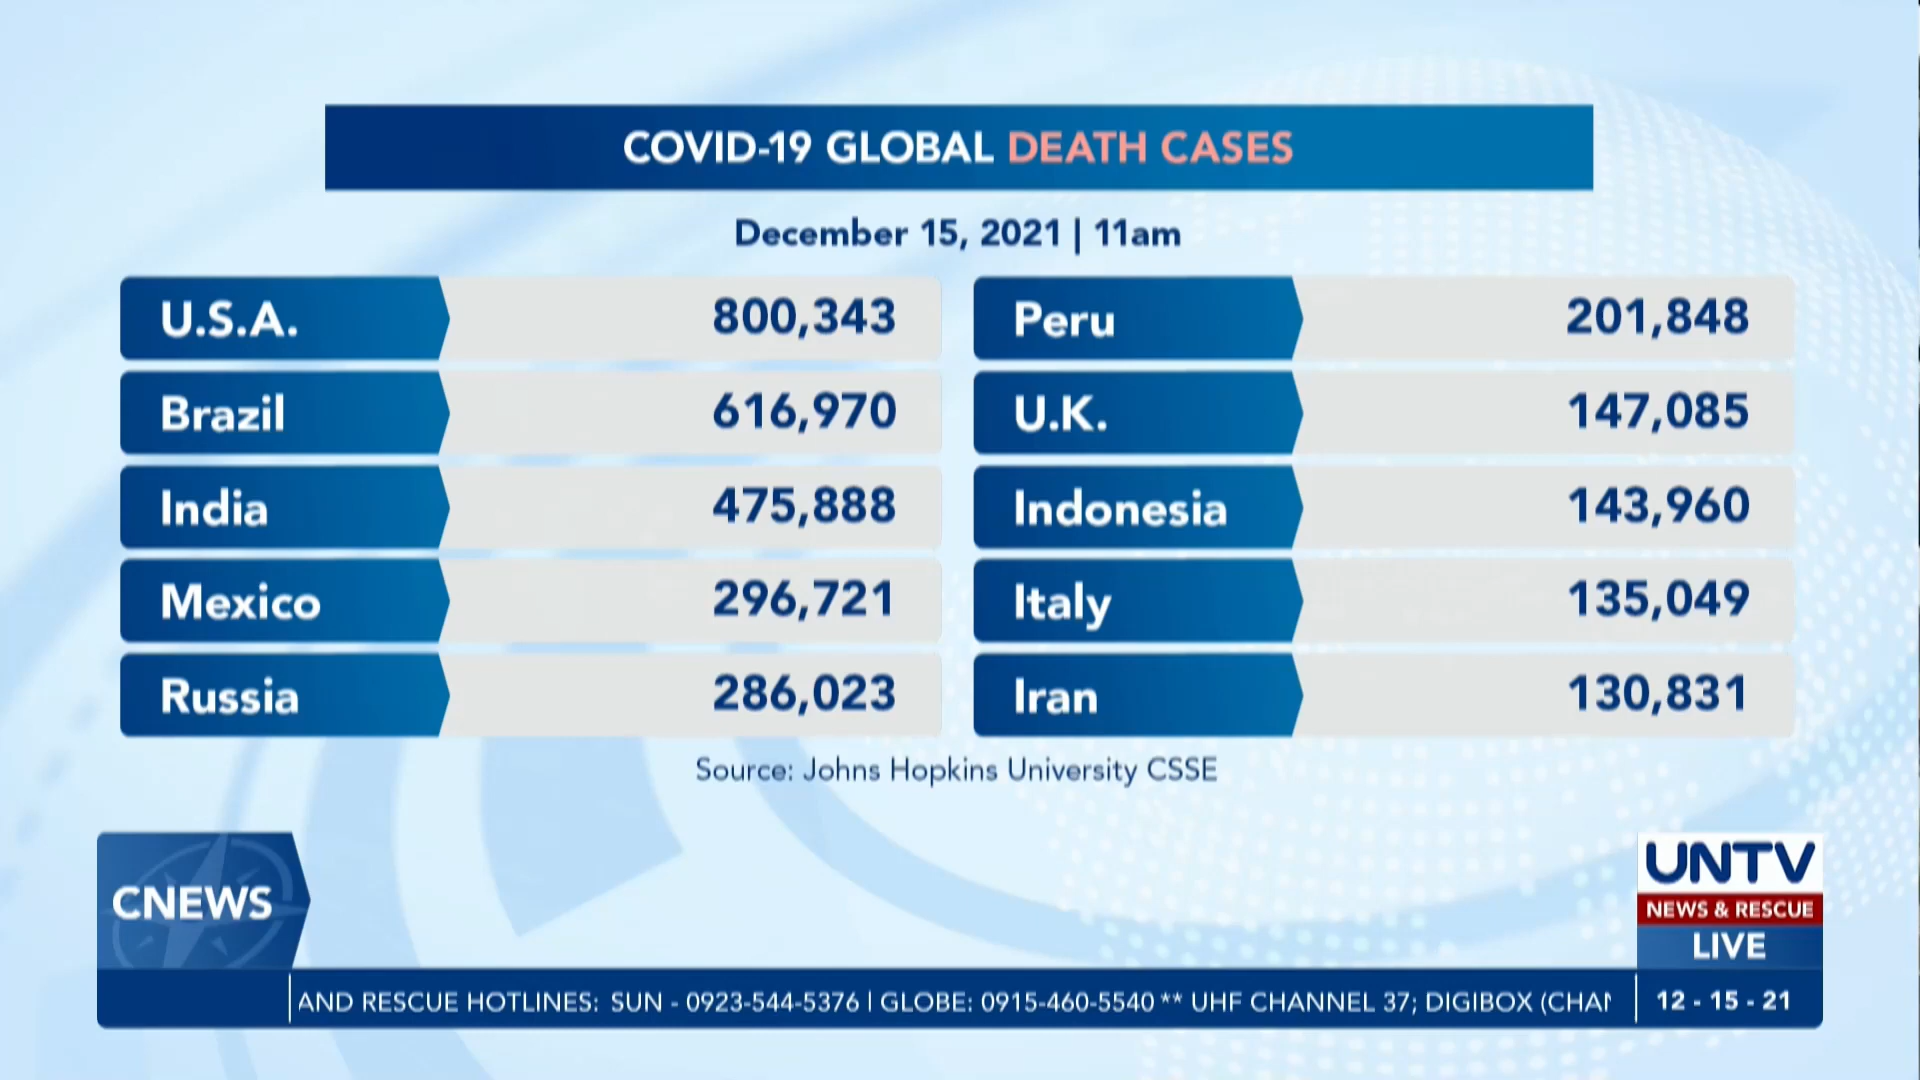 COVID-19 GLOBAL DEATH CASES
December 15, 2021 | 11am
U.S.A. 800,343
Brazil 616,970
India 475,888
Mexico 296,721
Russia 286,023
Peru 201,848
U.K. 147,085
Indonesia 143,960
Italy 135,049
Iran 130,831
Source: Johns Hopkins University CSSE
CNEWS
UNTV
NEWS & RESCUE
LIVE
AND RESCUE HOTLINES: SUN - 0923-544-5376 | GLOBE: 0915-460-5540 ** UHF CHANNEL 37; DIGIBOX (CHA
12 - 15 - 21